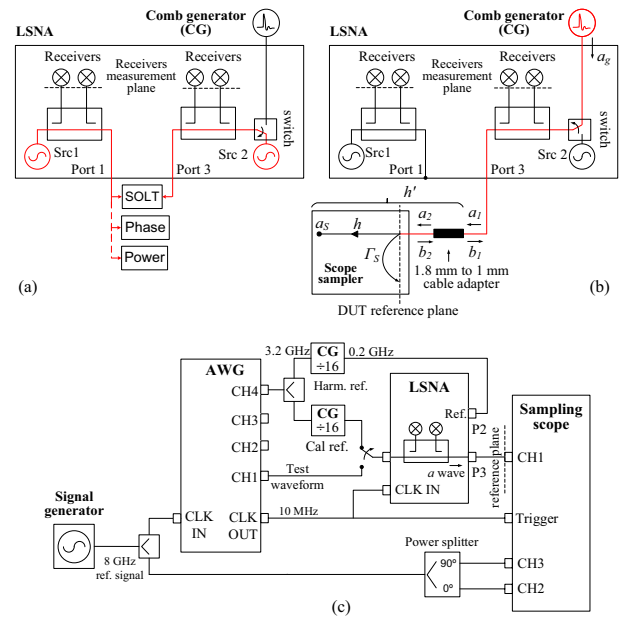 Comb generator
(CG)
LSNA
Receivers
Receivers
measurement
plane
Receivers
switch
Src1
Src 2
Port 1
Port 3
SOLT
Phase
Power
(a)
Comb generator
(CG)
LSNA
a_g
Receivers
Receivers
measurement
plane
Receivers
switch
Src1
Src 2
Port 1
Port 3
h'
a_S
h
a_2
a_1
b_2
b_1
Γ_S
Scope
sampler
1.8 mm to 1 mm
cable adapter
DUT reference plane
(b)
3.2 GHz
CG
÷16
0.2 GHz
Harm. ref.
AWG
CH4
CH3
CH2
CH1
CG
÷16
Cal ref.
Test
waveform
LSNA
Ref.
P2
a wave
P3
CLK IN
reference plane
Sampling
scope
CH1
Trigger
CH3
CH2
Signal
generator
8 GHz
ref. signal
CLK
IN
CLK
OUT
10 MHz
Power splitter
90º
0º
(c)